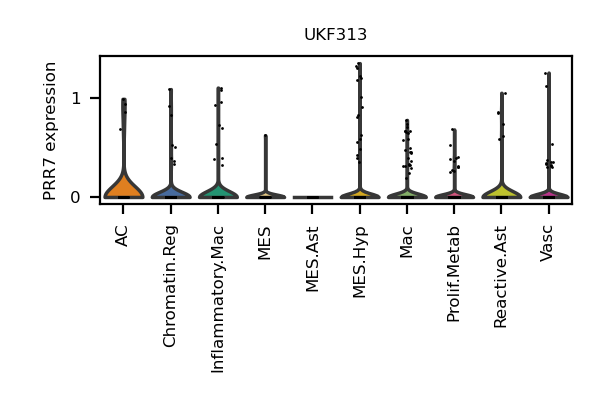 UKF313
PRR7 expression
1
0
AC
Chromatin.Reg
Inflammatory.Mac
MES
MES.Ast
MES.Hyp
Mac
Prolif.Metab
Reactive.Ast
Vasc